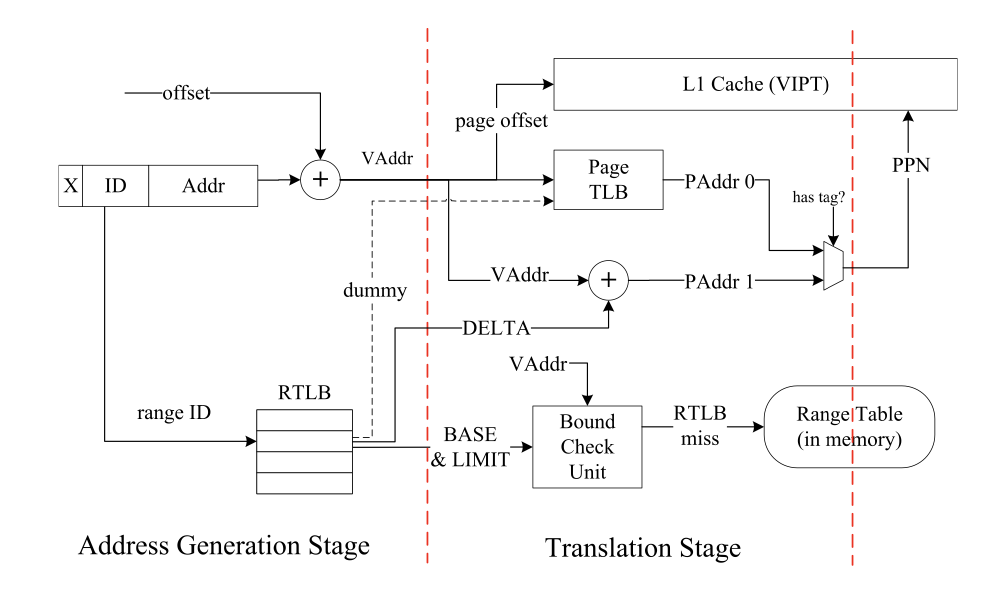 L1 Cache (VIPT)
offset
page offset
VAddr
X
ID
Addr
+
Page
TLB
PAddr 0
PPN
has tag?
VAddr
+
PAddr 1
dummy
DELTA
VAddr
RTLB
range ID
BASE
& LIMIT
Bound
Check
Unit
RTLB
miss
Range Table
(in memory)
Address Generation Stage
Translation Stage